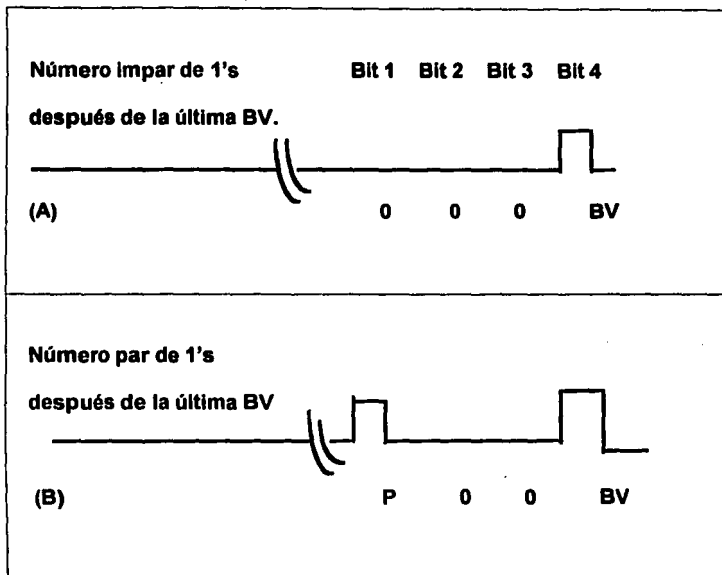 Número impar de 1's Bit 1 Bit 2 Bit 3 Bit 4
después de la última BV.
(A) 0 0 0 BV
Número par de 1's
después de la última BV
(B) P 0 0 BV